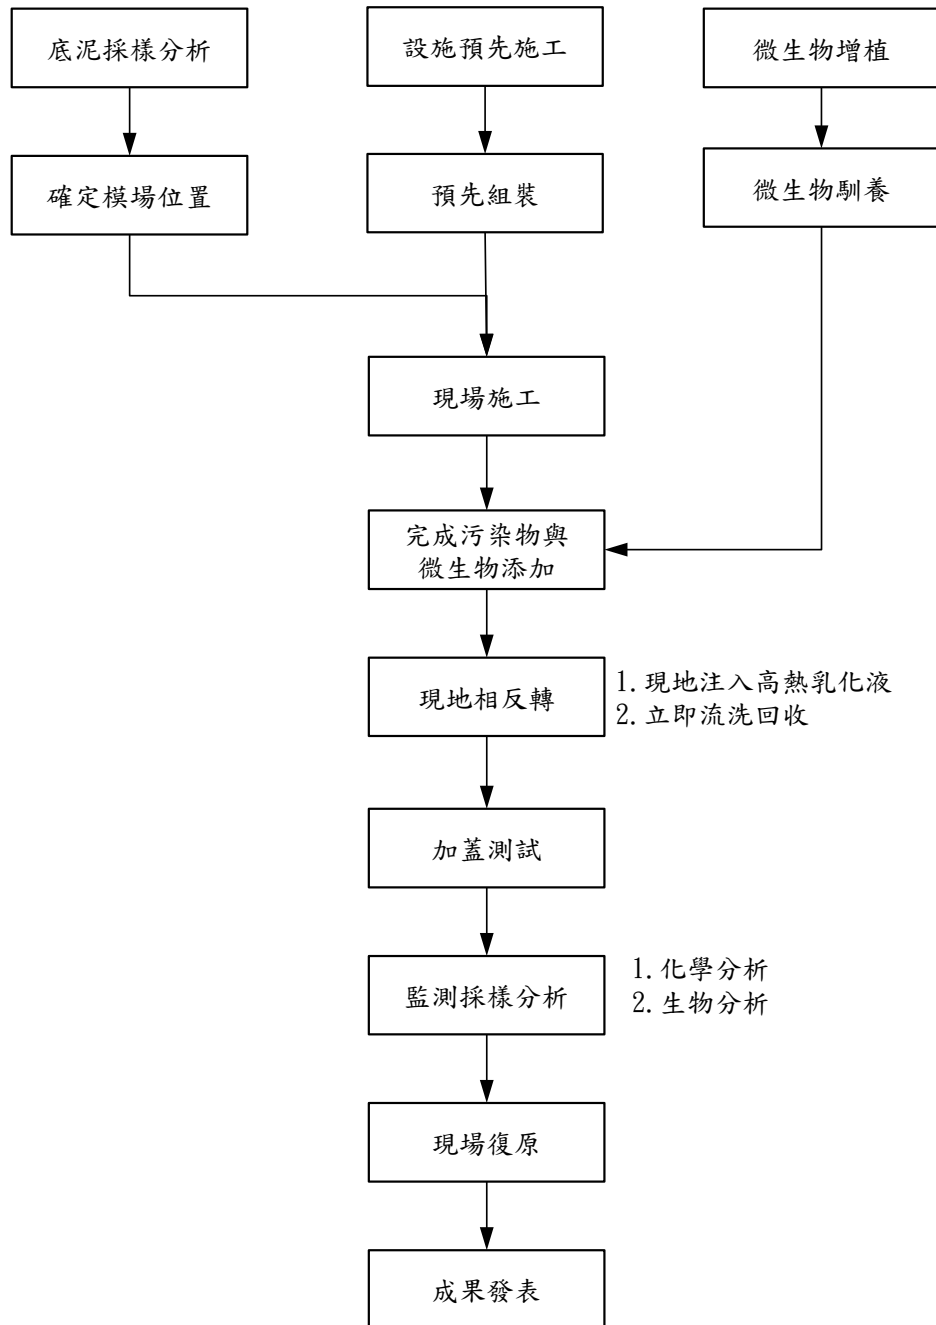 底泥採樣分析
設施預先施工
微生物增植
確定模場位置
預先組裝
微生物馴養
現場施工
完成污染物與
微生物添加
現地相反轉
1. 現地注入高熱乳化液
2. 立即流洗回收
加蓋測試
監測採樣分析
1. 化學分析
2. 生物分析
現場復原
成果發表